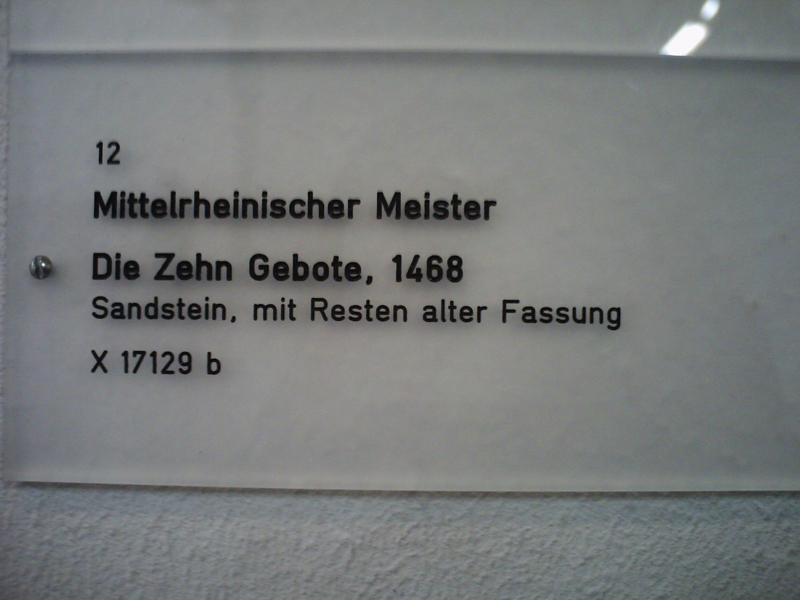 12
Mittelrheinischer Meister
Die Zehn Gebote, 1468
Sandstein, mit Resten alter Fassung
X 17129 b